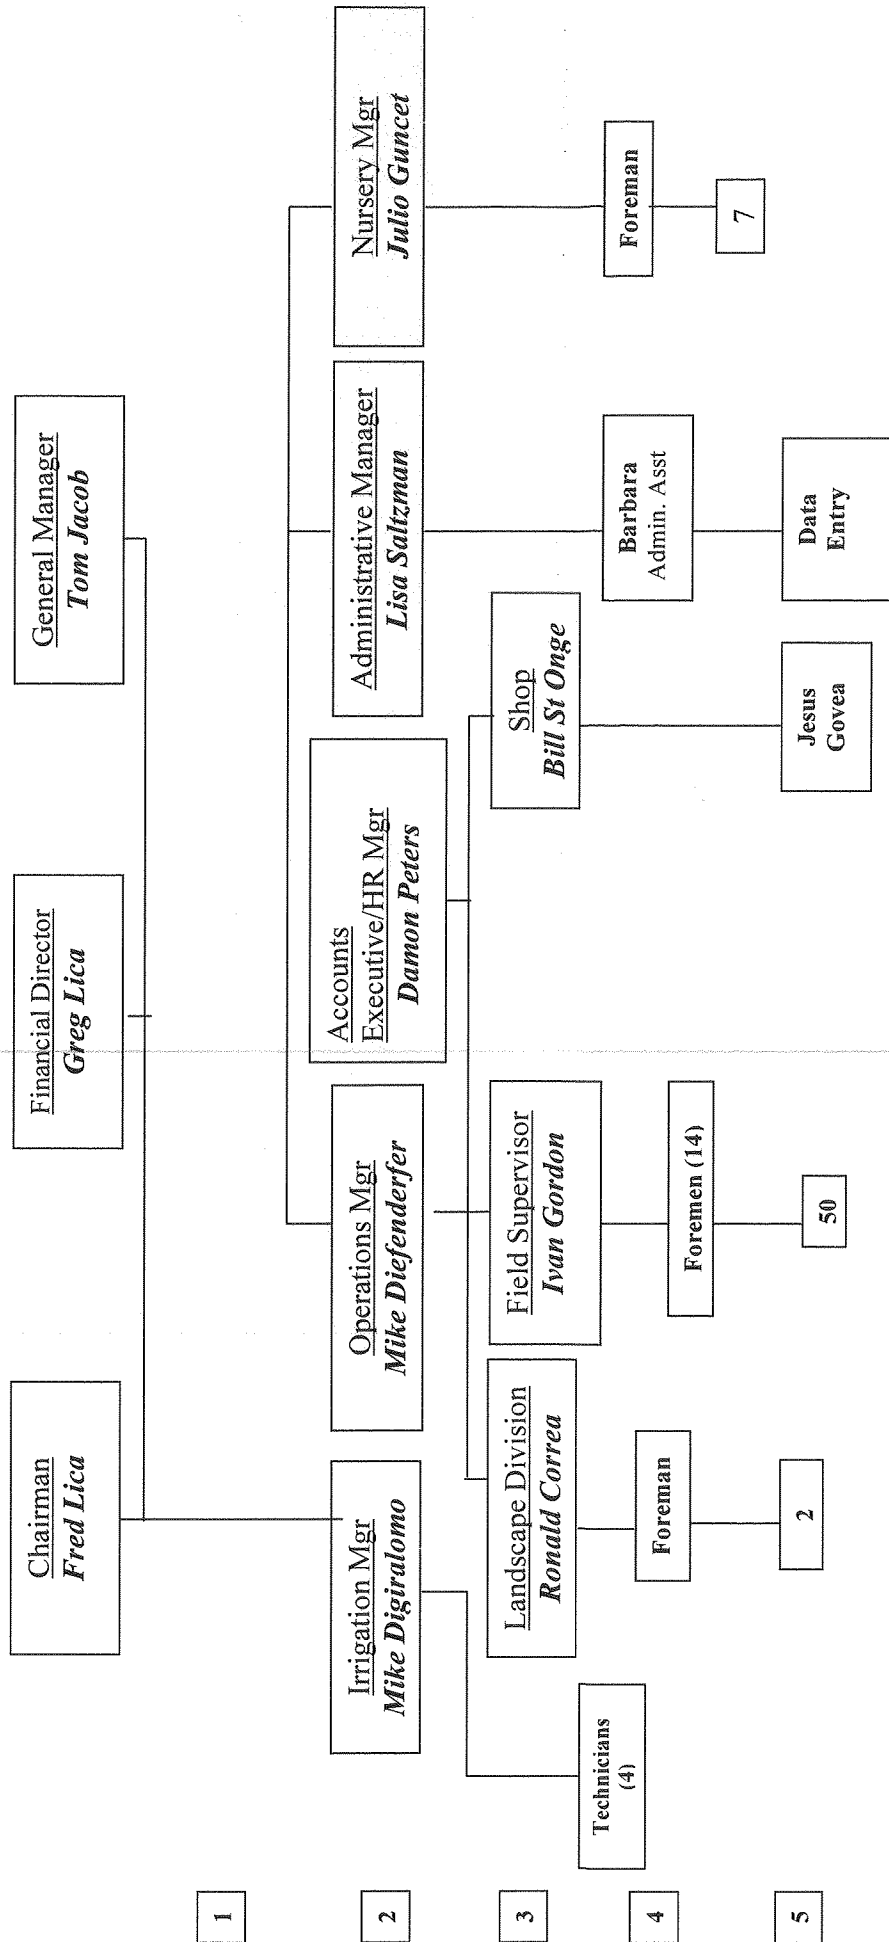 Chairman
Fred Lica
Financial Director
Greg Lica
General Manager
Tom Jacob
1
2
Irrigation Mgr
Mike Digiralomo
Operations Mgr
Mike Diefenderfer
Accounts
Executive/HR Mgr
Damon Peters
Administrative Manager
Lisa Saltzman
Nursery Mgr
Julio Guncet
3
Landscape Division
Ronald Correa
Field Supervisor
Ivan Gordon
Shop
Bill St Onge
4
Technicians
(4)
Foreman
Foremen (14)
Barbara
Admin. Asst
Foreman
5
2
50
Jesus
Govea
Data
Entry
7